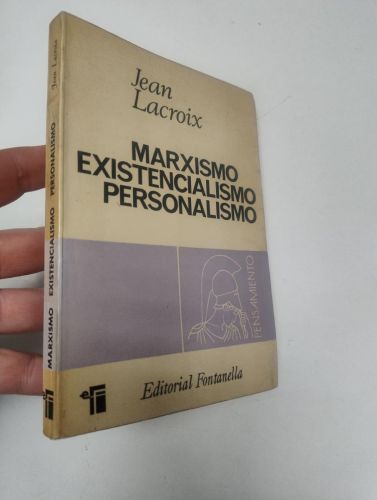 Jean
Lacroix
MARXISMO
EXISTENCIALISMO
PERSONALISMO
PENSAMIENTO
Editorial Fontanella
Jean Lacroix
MARXISMO EXISTENCIALISMO PERSONALISMO